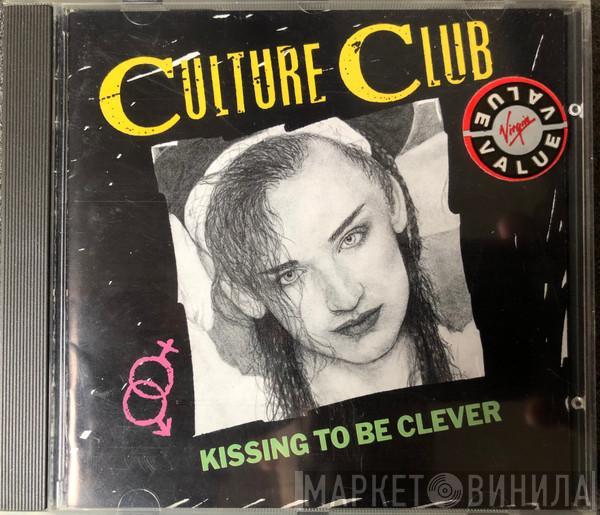 CULTURE CLUB
VALUE
Virgin
VALUE
KISSING TO BE CLEVER
МАРКЕТ ВИНИЛА